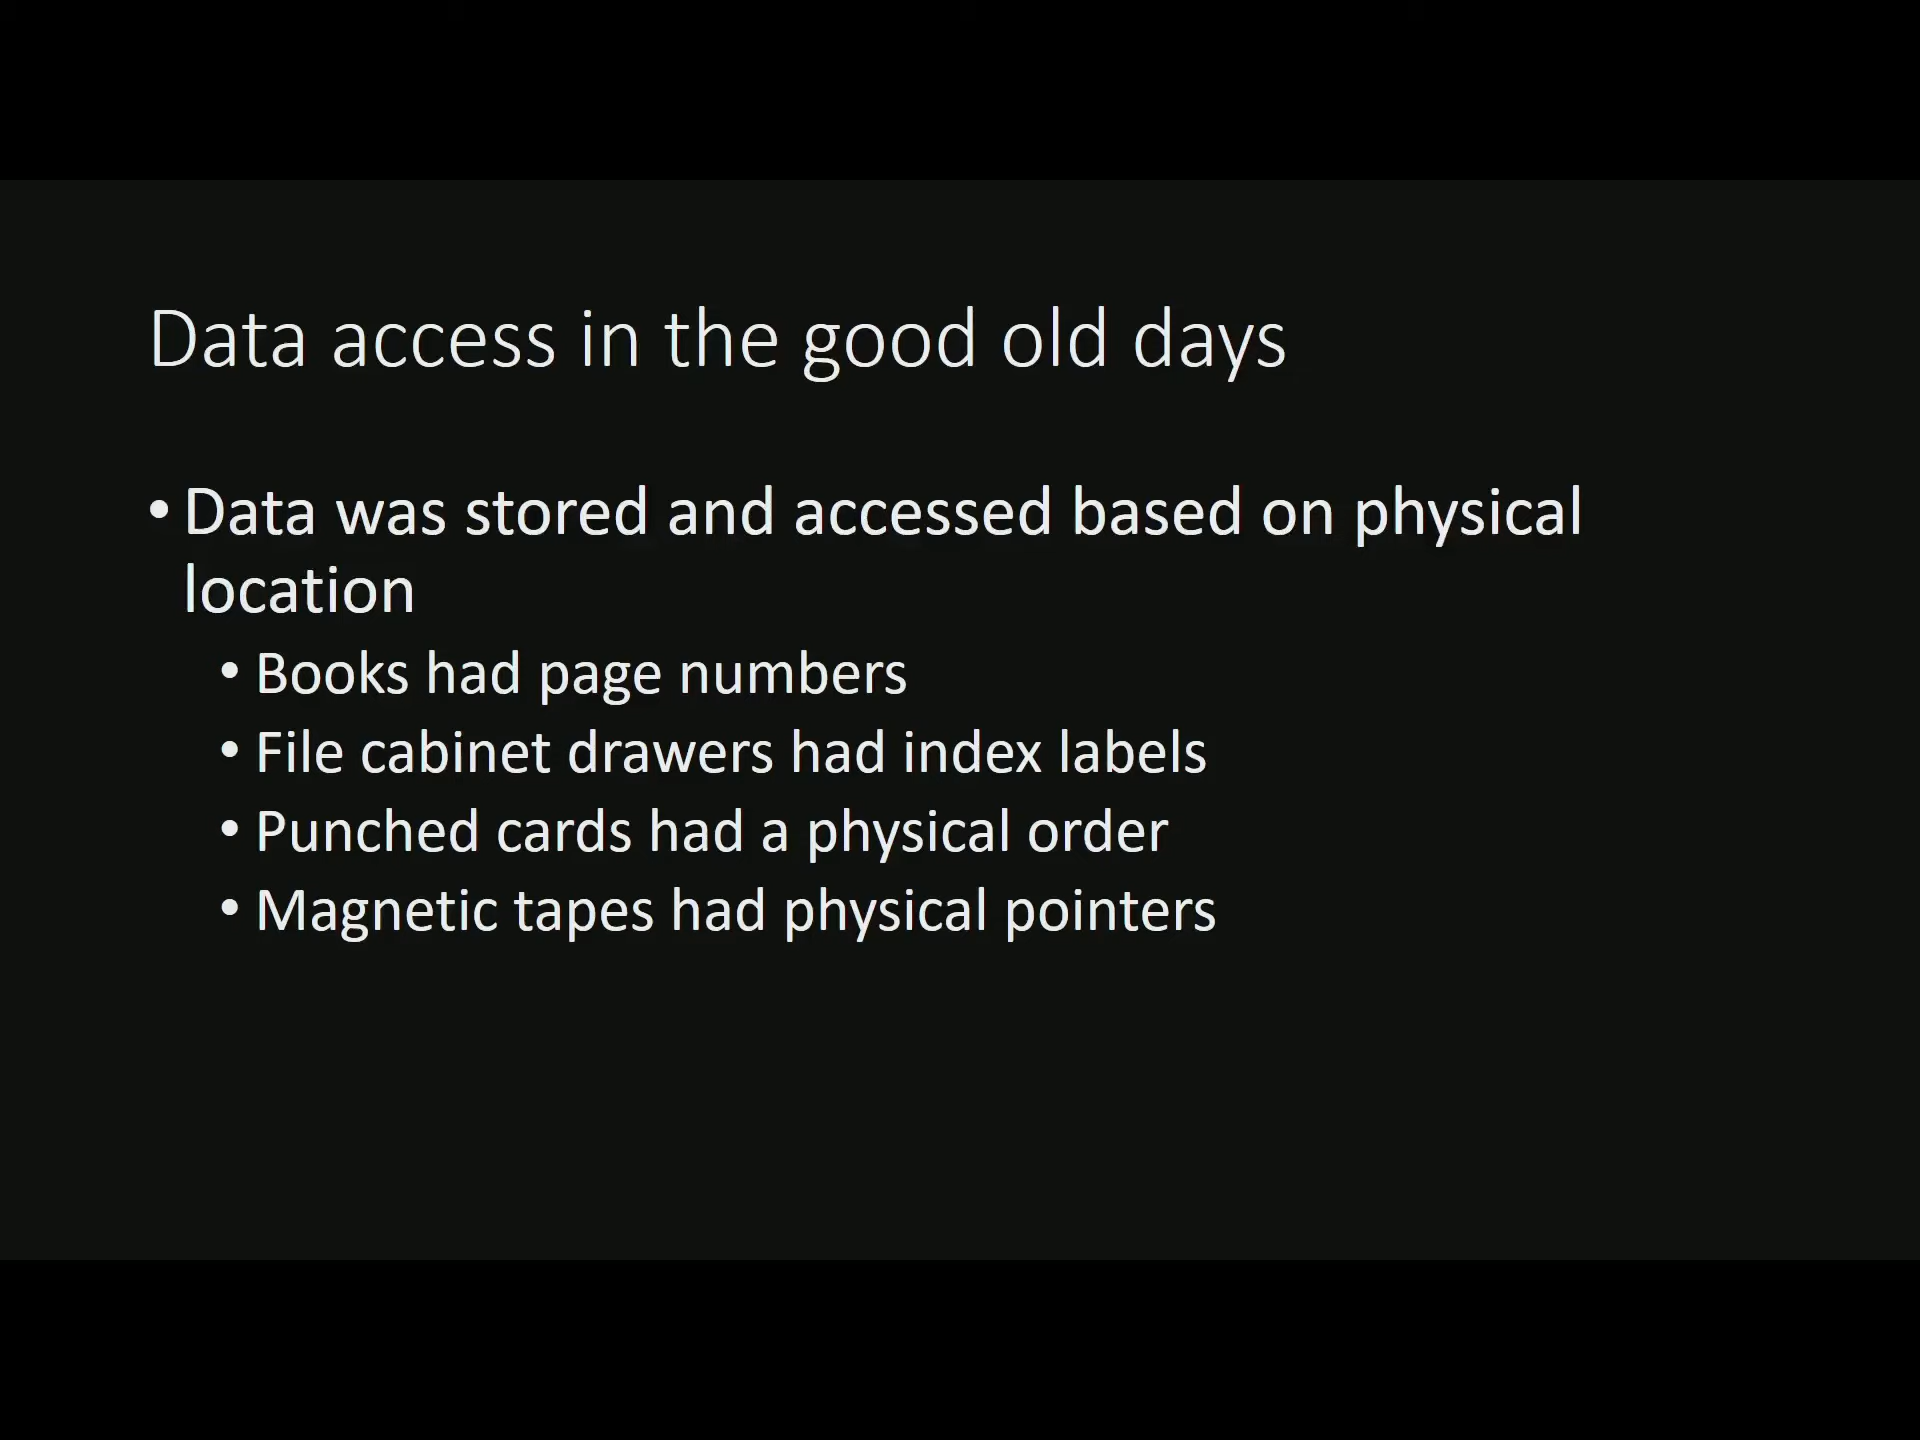 Data access in the good old days
• Data was stored and accessed based on physical
location
• Books had page numbers
• File cabinet drawers had index labels
• Punched cards had a physical order
• Magnetic tapes had physical pointers